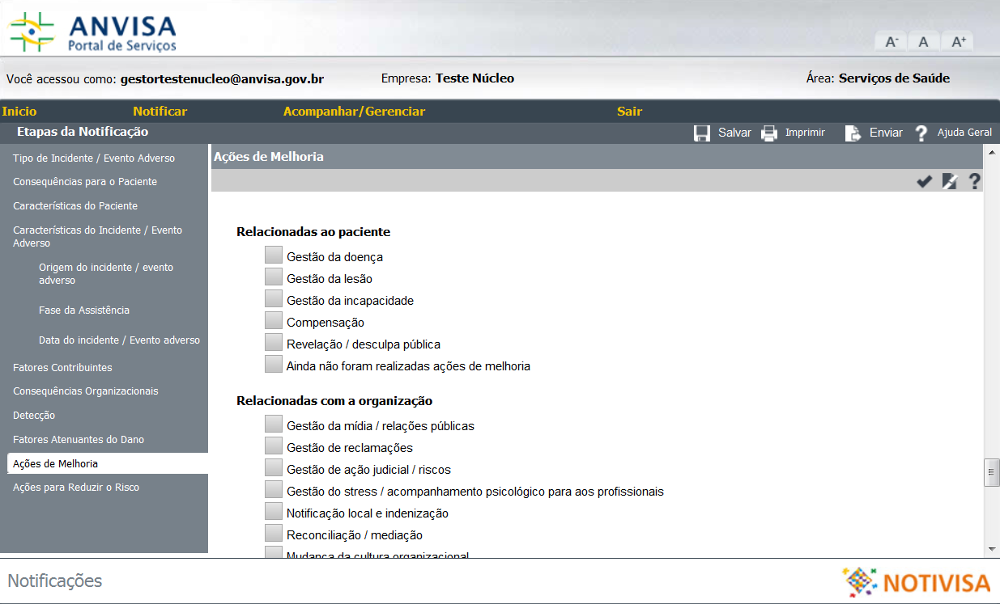 ANVISA
Portal de Serviços
A- A A+
Você acessou como: gestortestenucleo@anvisa.gov.br Empresa: Teste Núcleo Área: Serviços de Saúde
Inicio Notificar Acompanhar/Gerenciar Sair
Etapas da Notificação Salvar Imprimir Enviar ? Ajuda Geral
Tipo de Incidente / Evento Adverso
Consequências para o Paciente
Características do Paciente
Características do Incidente / Evento
Adverso
Origem do incidente / evento
adverso
Fase da Assistência
Data do incidente / Evento adverso
Fatores Contribuintes
Consequências Organizacionais
Detecção
Fatores Atenuantes do Dano
Ações de Melhoria
Ações para Reduzir o Risco
Ações de Melhoria
?
Relacionadas ao paciente
Gestão da doença
Gestão da lesão
Gestão da incapacidade
Compensação
Revelação / desculpa pública
Ainda não foram realizadas ações de melhoria
Relacionadas com a organização
Gestão da mídia / relações públicas
Gestão de reclamações
Gestão de ação judicial / riscos
Gestão do stress / acompanhamento psicológico para aos profissionais
Notificação local e indenização
Reconciliação / mediação
Mudança da cultura organizacional
Notificações
NOTIVISA